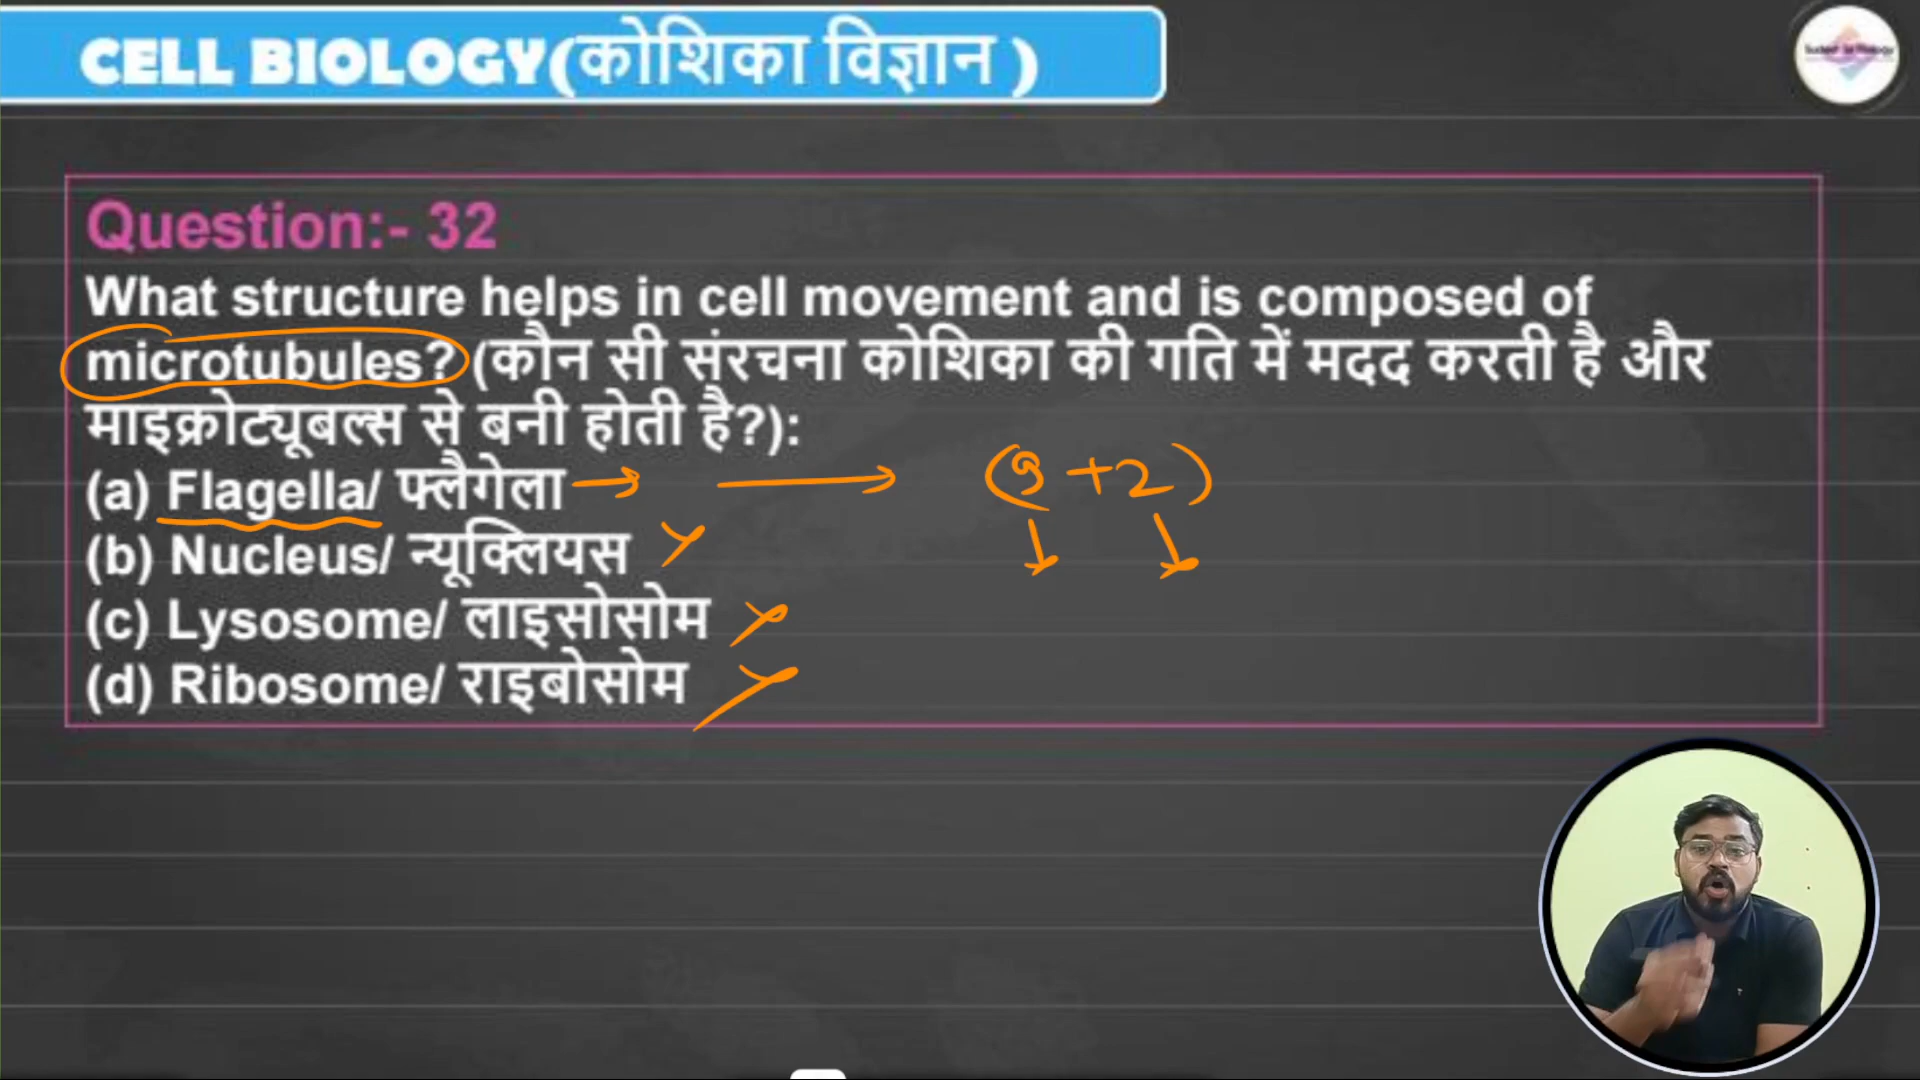 CELL BIOLOGY(कोशिका विज्ञान )
Question:- 32
What structure helps in cell movement and is composed of
microtubules? (कौन सी संरचना कोशिका की गति में मदद करती है और
माइक्रोट्यूबल्स से बनी होती है?):
(a) Flagella/ फ्लैगेला → → (9+2)
(b) Nucleus/ न्यूक्लियस
(c) Lysosome/ लाइसोसोम
(d) Ribosome/ राइबोसोम